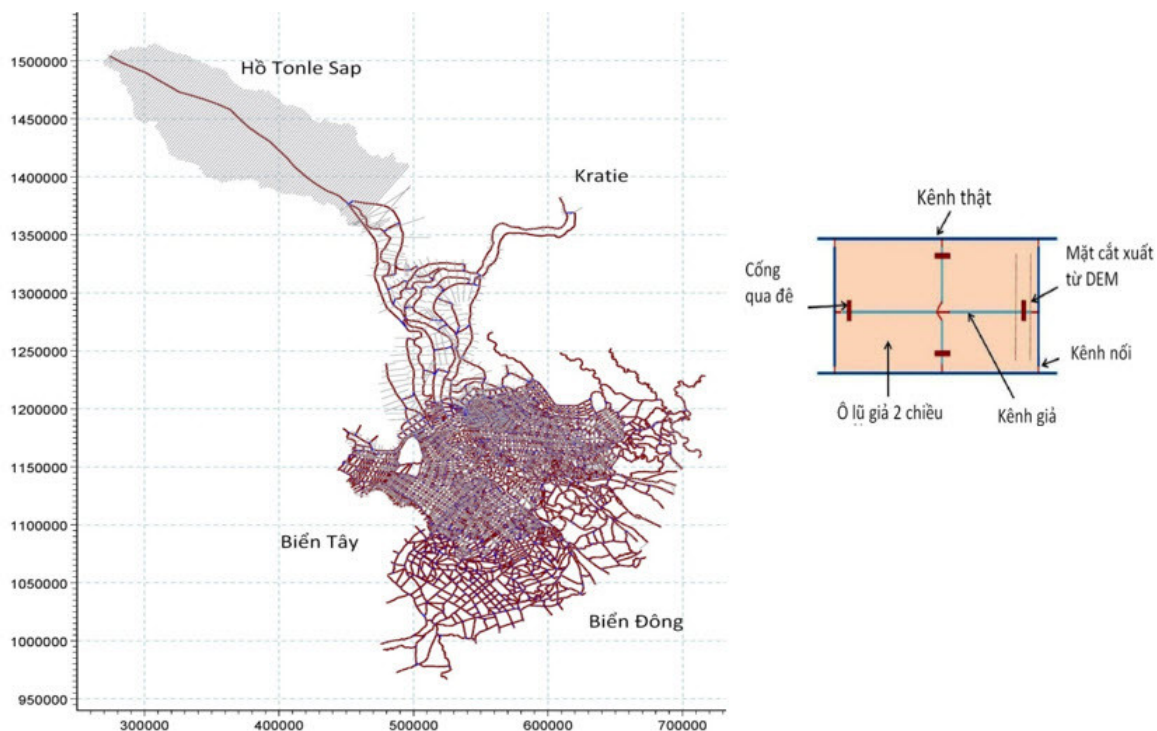 1500000
1450000
1400000
1350000
1300000
1250000
1200000
1150000
1100000
1050000
1000000
950000
300000
400000
500000
600000
700000
Hồ Tonle Sap
Kratie
Biển Tây
Biển Đông
Kênh thật
Cống
qua đê
Mặt cắt xuất
từ DEM
Kênh nối
Ô lũ giả 2 chiều
Kênh giả